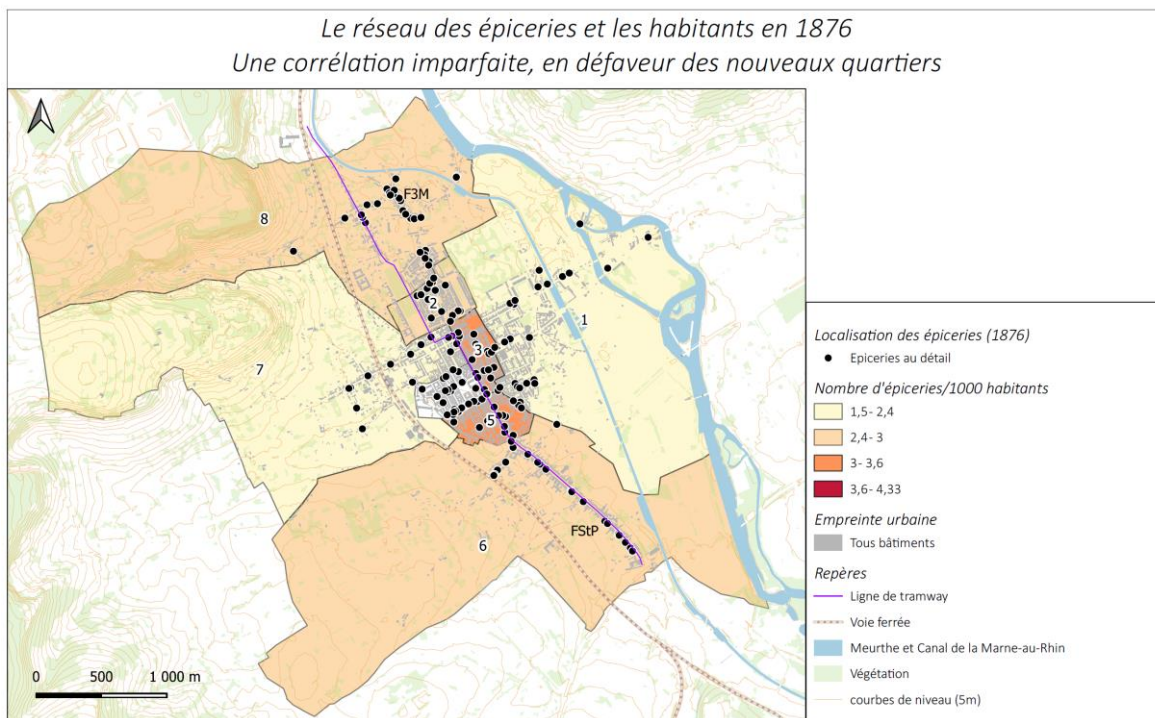 Le réseau des épiceries et les habitants en 1876
Une corrélation imparfaite, en défaveur des nouveaux quartiers
F3M
8
2
1
3
7
5
FStP
6
0 500 1 000 m
Localisation des épiceries (1876)
Epiceries au détail
Nombre d'épiceries/1000 habitants
1,5 - 2,4
2,4 - 3
3 - 3,6
3,6 - 4,33
Empreinte urbaine
Tous bâtiments
Repères
Ligne de tramway
Voie ferrée
Meurthe et Canal de la Marne-au-Rhin
Végétation
courbes de niveau (5m)